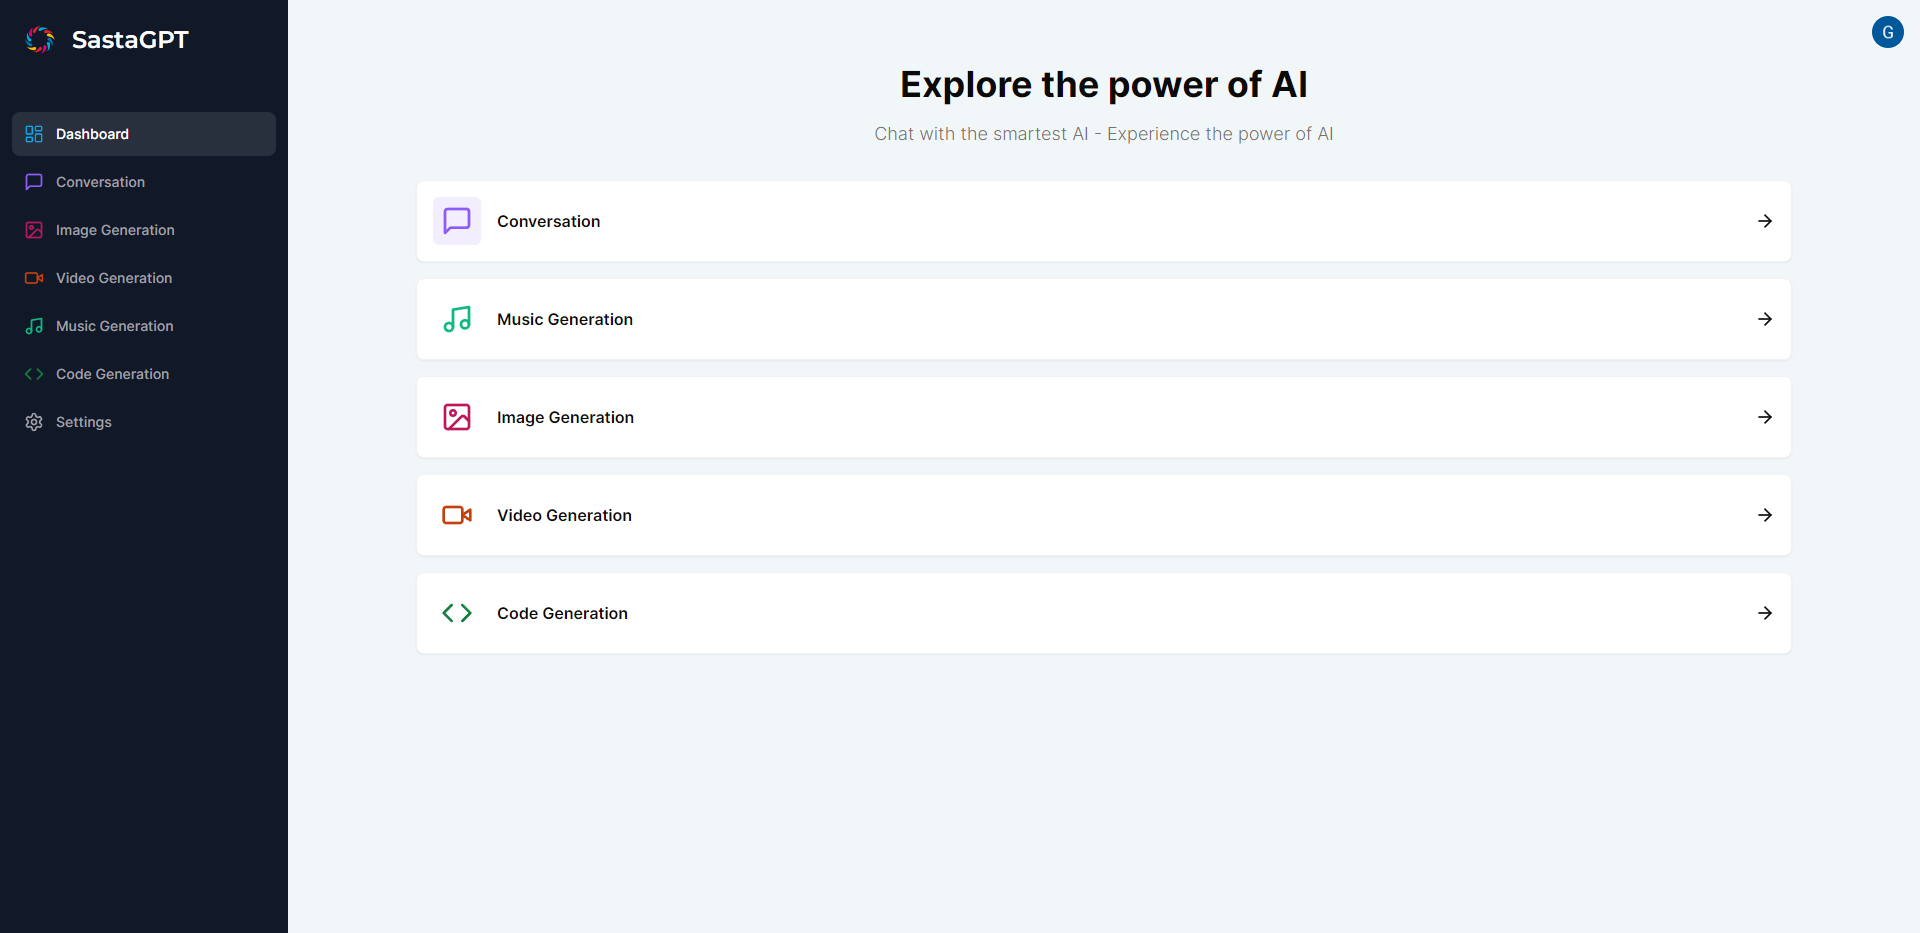 SastaGPT
Dashboard
Conversation
Image Generation
Video Generation
Music Generation
Code Generation
Settings
G
Explore the power of AI
Chat with the smartest AI - Experience the power of AI
Conversation
Music Generation
Image Generation
Video Generation
Code Generation